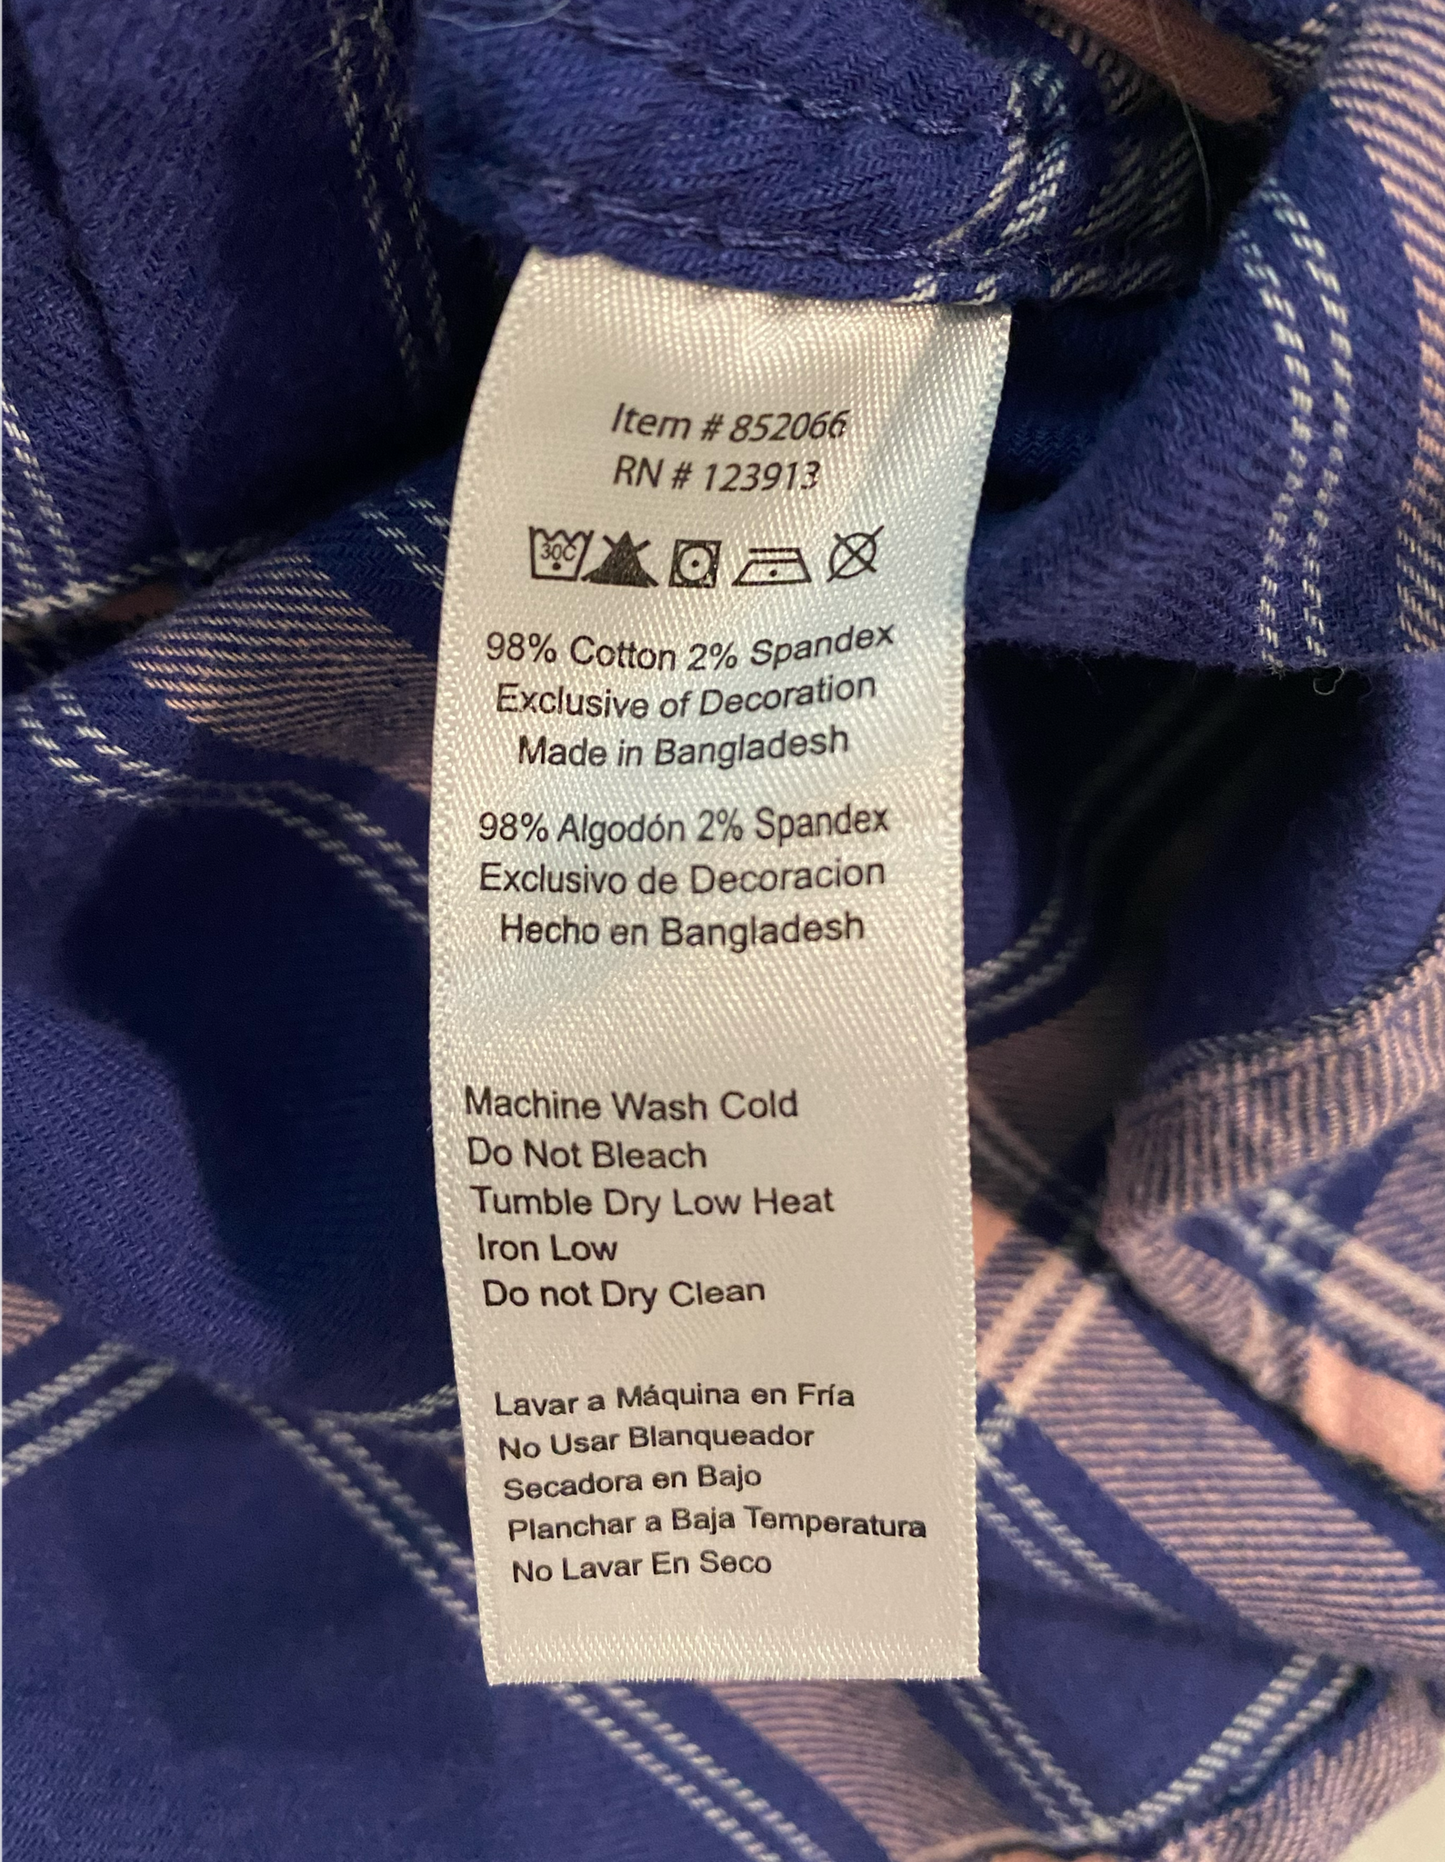 Item # 852066
RN # 123913
30C
98% Cotton 2% Spandex
Exclusive of Decoration
Made in Bangladesh
98% Algodón 2% Spandex
Exclusivo de Decoracion
Hecho en Bangladesh
Machine Wash Cold
Do Not Bleach
Tumble Dry Low Heat
Iron Low
Do not Dry Clean
Lavar a Máquina en Fría
No Usar Blanqueador
Secadora en Bajo
Planchar a Baja Temperatura
No Lavar En Seco